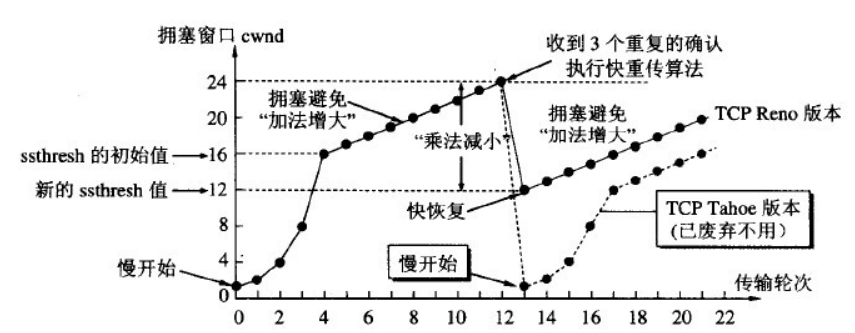 拥塞窗口 cwnd
收到 3 个重复的确认
执行快重传算法
24
拥塞避免
“加法增大”
20
“乘法减小”
拥塞避免
“加法增大”
TCP Reno 版本
ssthresh 的初始值
16
新的 ssthresh 值
12
快恢复
TCP Tahoe 版本
(已废弃不用)
8
慢开始
4
慢开始
传输轮次
0
0 2 4 6 8 10 12 14 16 18 20 22